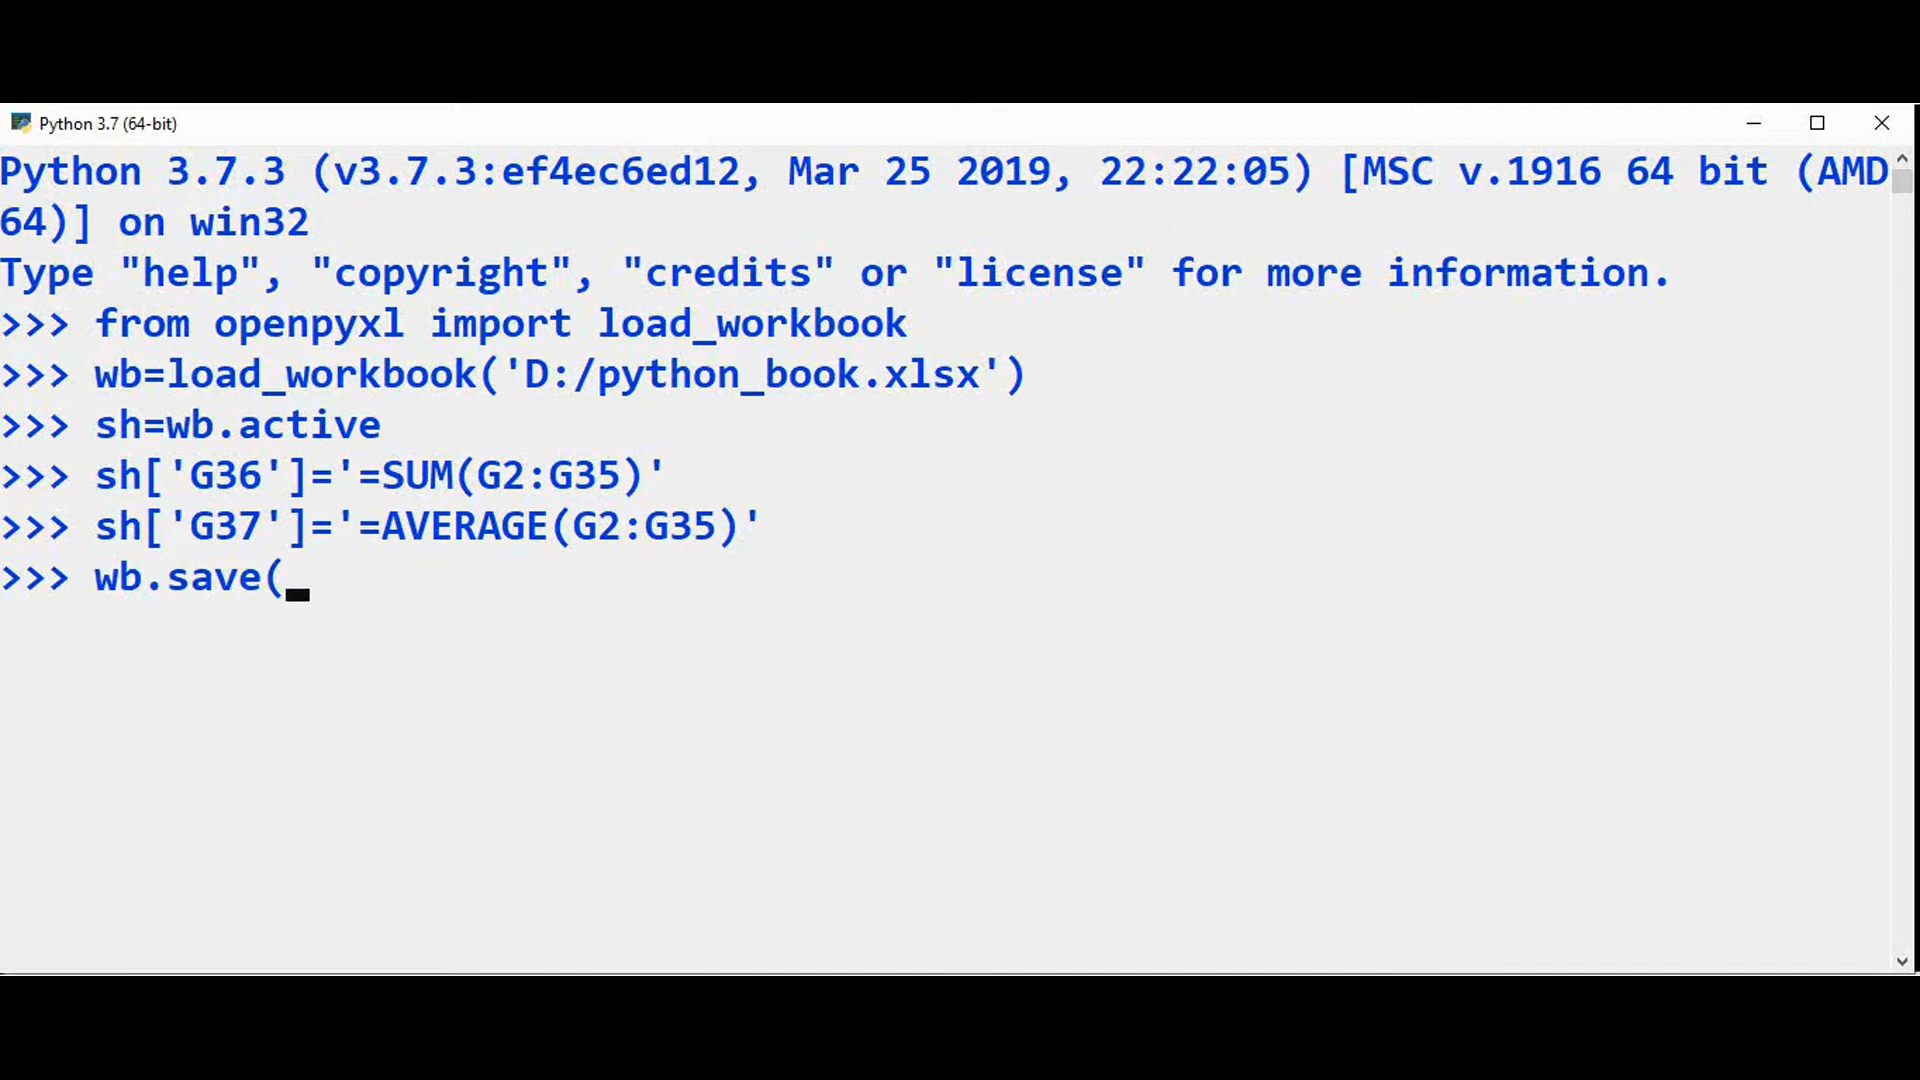 Python 3.7 (64-bit)
Python 3.7.3 (v3.7.3:ef4ec6ed12, Mar 25 2019, 22:22:05) [MSC v.1916 64 bit (AMD
64)] on win32
Type "help", "copyright", "credits" or "license" for more information.
>>> from openpyxl import load_workbook
>>> wb=load_workbook('D:/python_book.xlsx')
>>> sh=wb.active
>>> sh['G36']='=SUM(G2:G35)'
>>> sh['G37']='=AVERAGE(G2:G35)'
>>> wb.save(